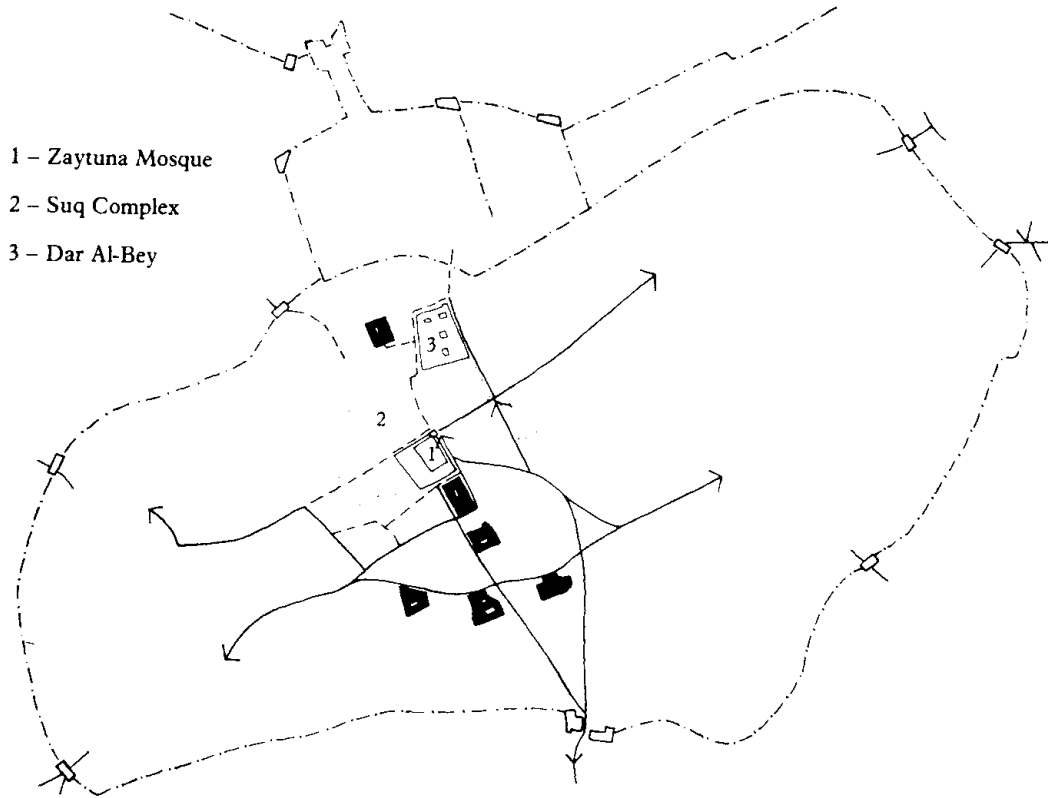 1 – Zaytuna Mosque
2 – Suq Complex
3 – Dar Al-Bey
3
2
1